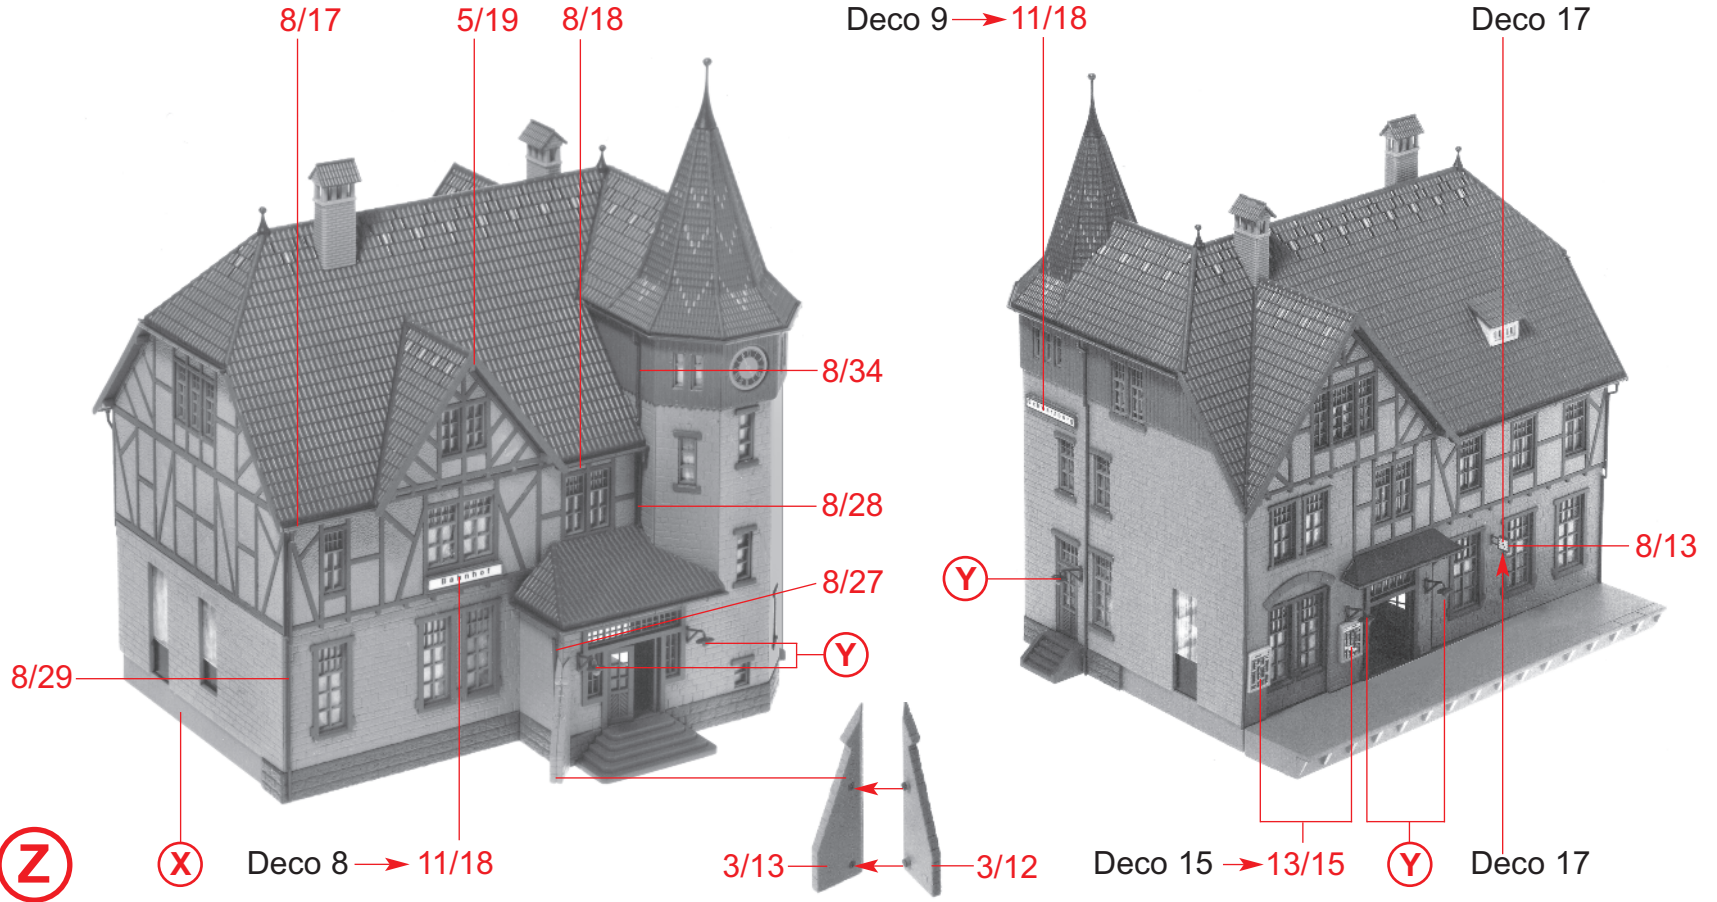 8/17
5/19
8/18
Deco 9 → 11/18
Deco 17
8/34
8/28
8/27
Bahnhof
8/29
Y
Y
8/13
Z
X
Deco 8 → 11/18
3/13
3/12
Deco 15 → 13/15
Y
Deco 17